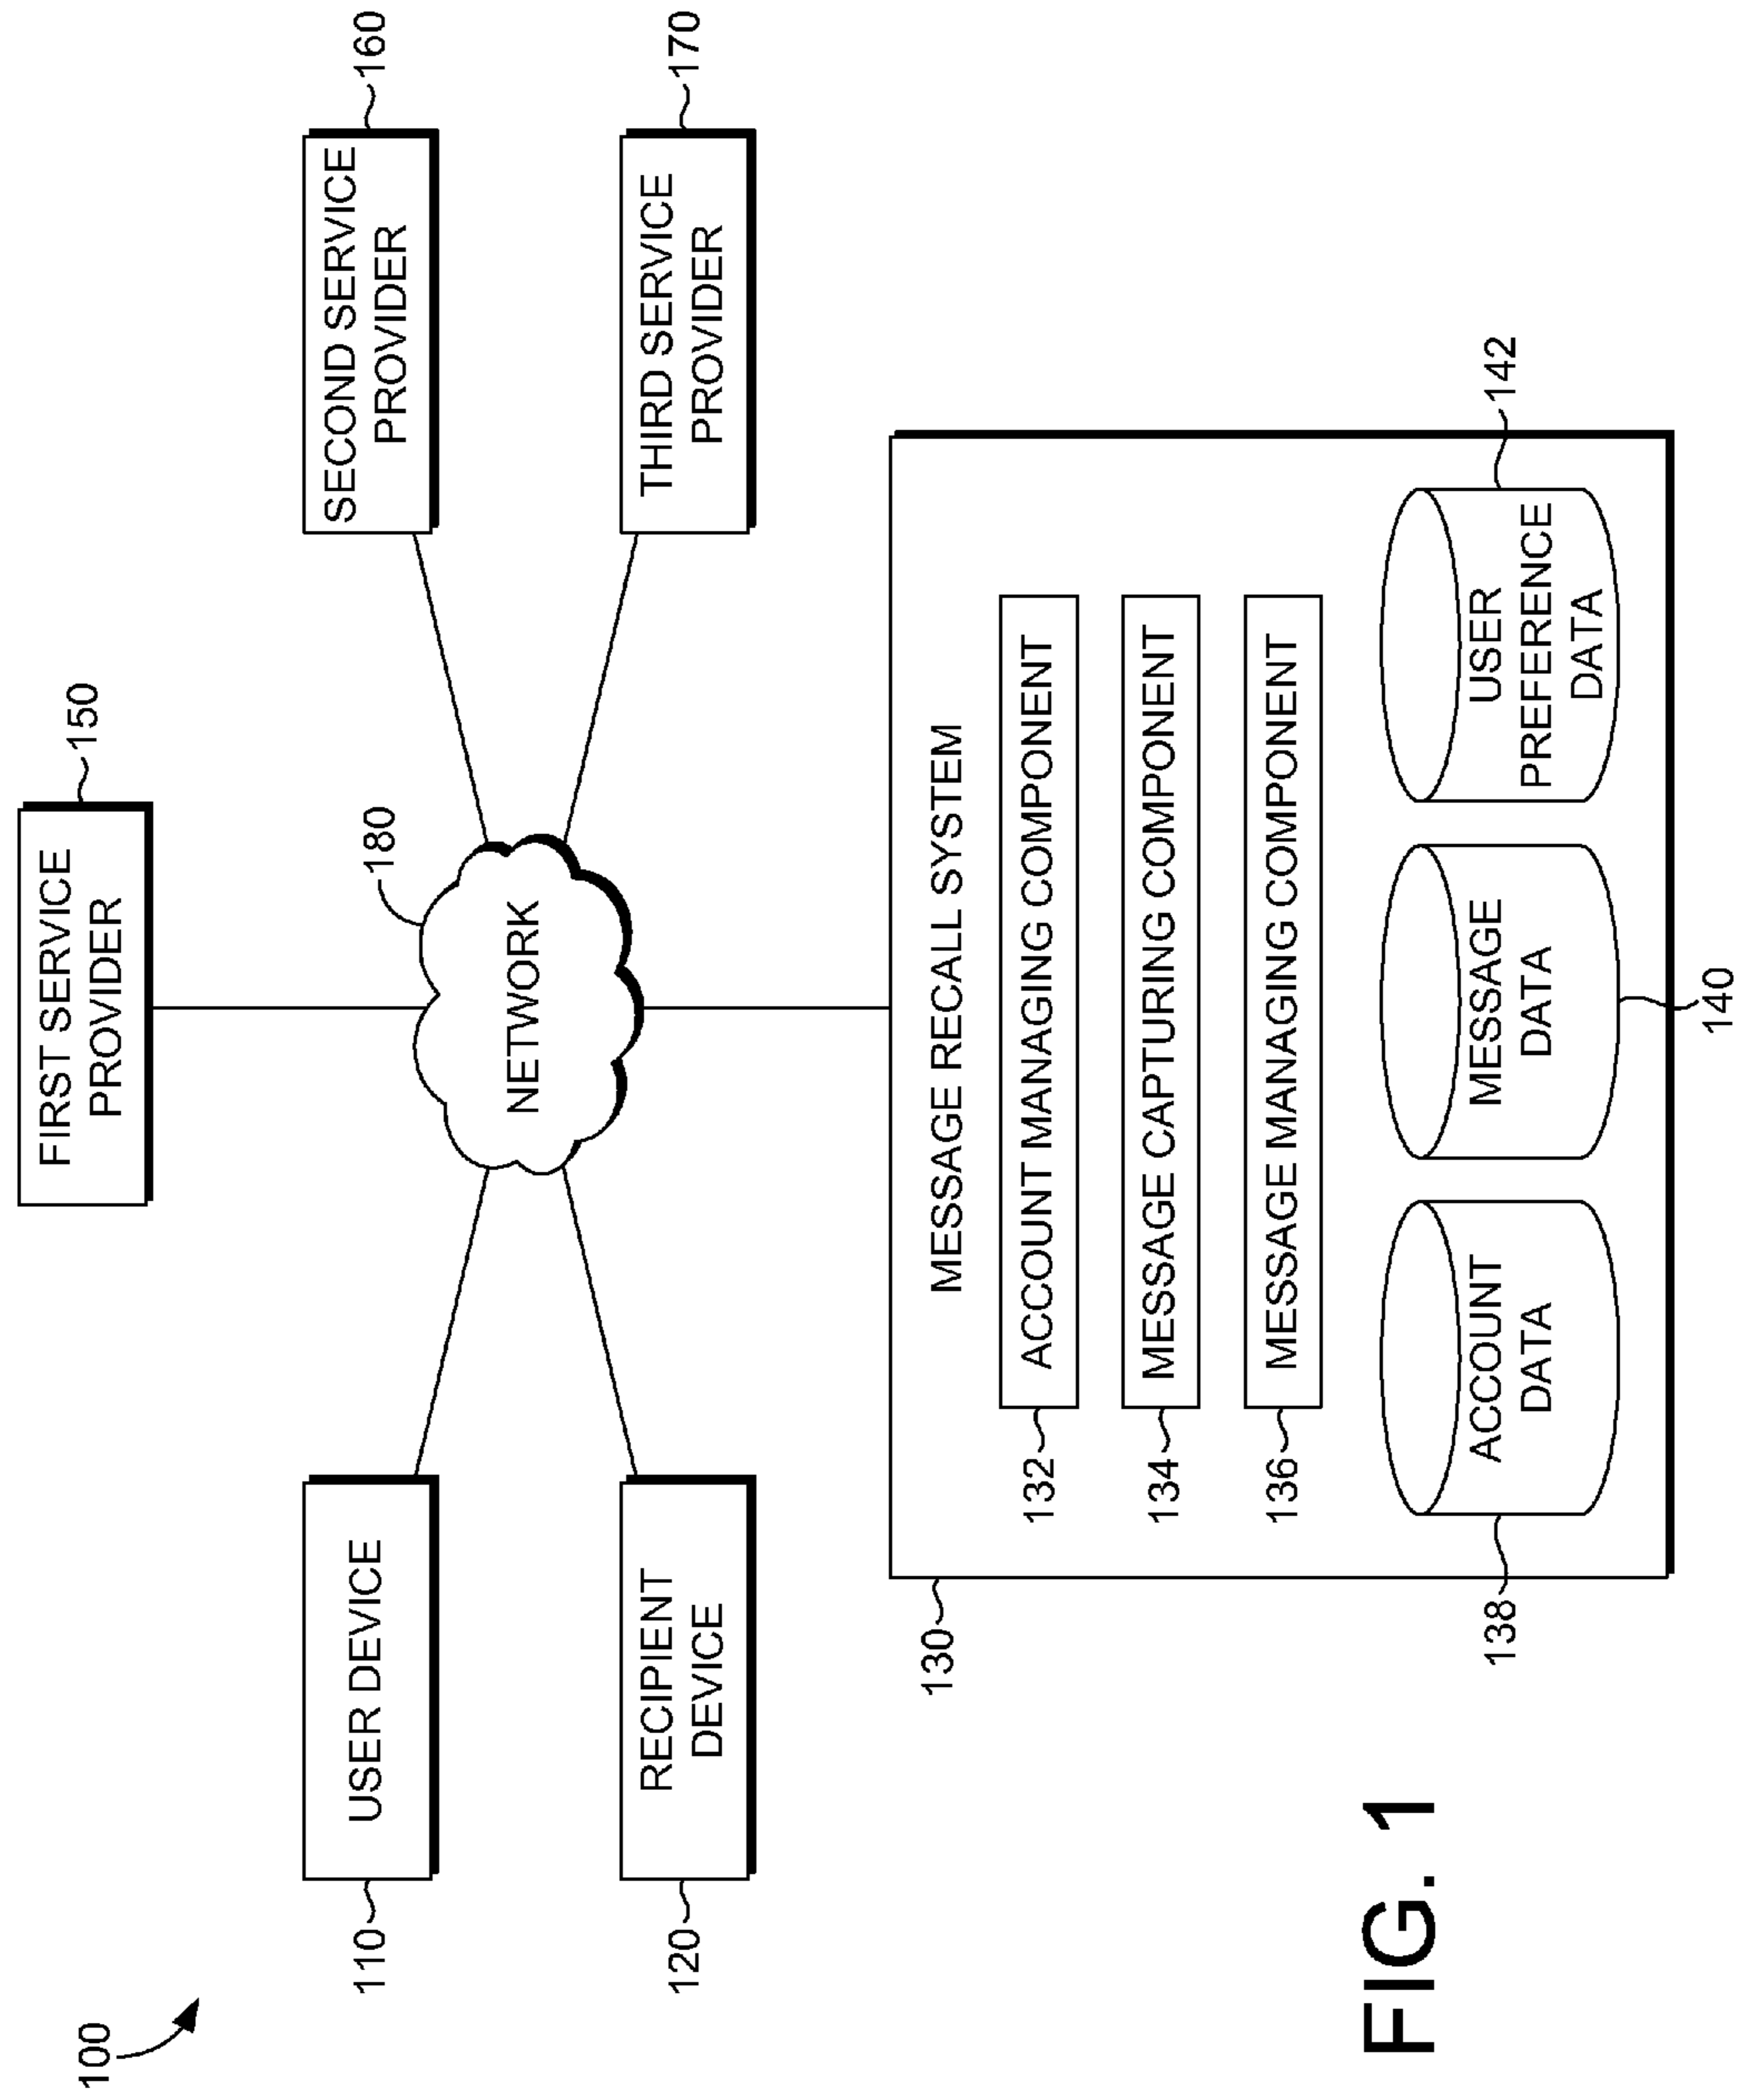 100
FIRST SERVICE
PROVIDER
150
110
USER DEVICE
180
NETWORK
SECOND SERVICE
PROVIDER
160
120
RECIPIENT
DEVICE
THIRD SERVICE
PROVIDER
170
130
MESSAGE RECALL SYSTEM
132
ACCOUNT MANAGING COMPONENT
134
MESSAGE CAPTURING COMPONENT
136
MESSAGE MANAGING COMPONENT
138
ACCOUNT
DATA
MESSAGE
DATA
140
USER
PREFERENCE
DATA
142
FIG. 1